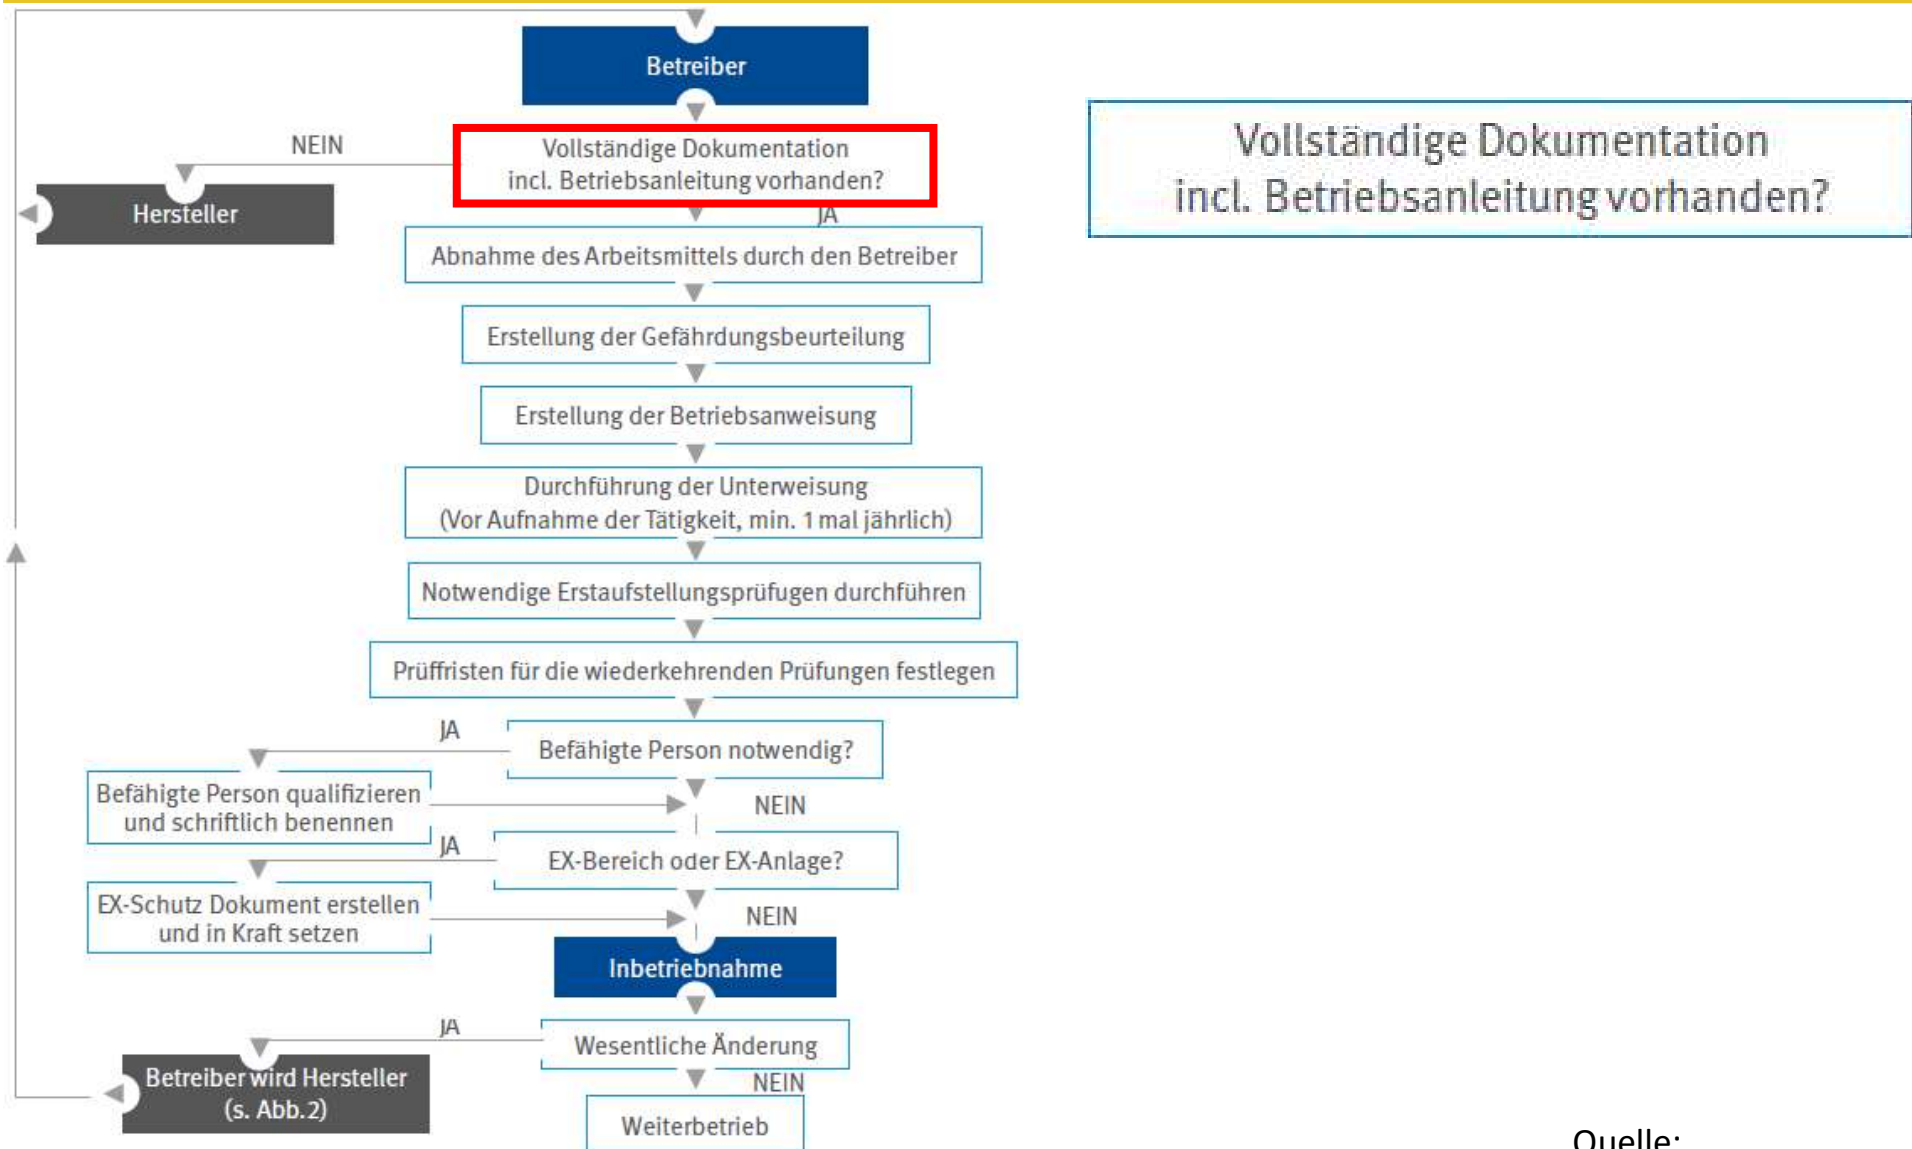 Betreiber
NEIN
Vollständige Dokumentation
incl. Betriebsanleitung vorhanden?
Vollständige Dokumentation
incl. Betriebsanleitung vorhanden?
Hersteller
JA
Abnahme des Arbeitsmittels durch den Betreiber
Erstellung der Gefährdungsbeurteilung
Erstellung der Betriebsanweisung
Durchführung der Unterweisung
(Vor Aufnahme der Tätigkeit, min. 1 mal jährlich)
Notwendige Erstaufstellungsprüfugen durchführen
Prüffristen für die wiederkehrenden Prüfungen festlegen
JA
Befähigte Person notwendig?
Befähigte Person qualifizieren
und schriftlich benennen
NEIN
JA
EX-Bereich oder EX-Anlage?
EX-Schutz Dokument erstellen
und in Kraft setzen
NEIN
Inbetriebnahme
JA
Wesentliche Änderung
Betreiber wird Hersteller
(s. Abb.2)
NEIN
Weiterbetrieb
Quelle: